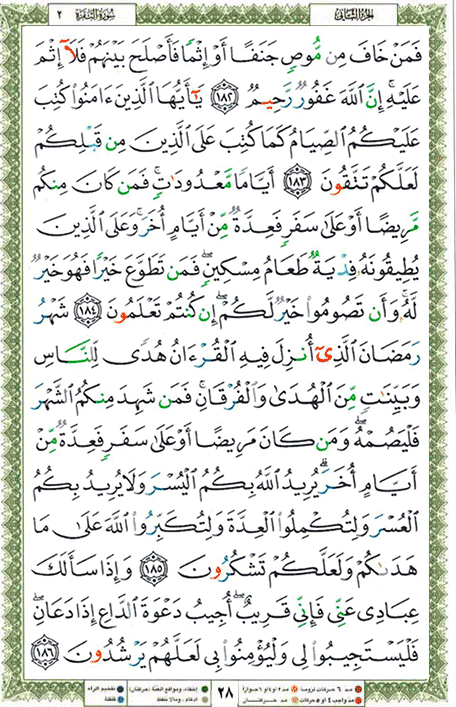 الجزء الثاني
سورة البقرة
٢
فَمَنْ خَافَ مِن مُّوصٍ جَنَفًا أَوْ إِثْمًا فَأَصْلَحَ بَيْنَهُمْ فَلَآ إِثْمَ
عَلَيْهِ ۚ إِنَّ ٱللَّهَ غَفُورٌ رَّحِيمٌ ١٨٢ يَـٰٓأَيُّهَا ٱلَّذِينَ ءَامَنُوا۟ كُتِبَ
عَلَيْكُمُ ٱلصِّيَامُ كَمَا كُتِبَ عَلَى ٱلَّذِينَ مِن قَبْلِكُمْ
لَعَلَّكُمْ تَتَّقُونَ ١٨٣ أَيَّامًا مَّعْدُودَٰتٍ ۚ فَمَن كَانَ مِنكُم
مَّرِيضًا أَوْ عَلَىٰ سَفَرٍ فَعِدَّةٌ مِّنْ أَيَّامٍ أُخَرَ ۚ وَعَلَى ٱلَّذِينَ
يُطِيقُونَهُۥ فِدْيَةٌ طَعَامُ مِسْكِينٍ ۖ فَمَن تَطَوَّعَ خَيْرًا فَهُوَ خَيْرٌ
لَّهُۥ ۚ وَأَن تَصُومُوا۟ خَيْرٌ لَّكُمْ ۖ إِن كُنتُمْ تَعْلَمُونَ ١٨٤ شَهْرُ
رَمَضَانَ ٱلَّذِىٓ أُنزِلَ فِيهِ ٱلْقُرْءَانُ هُدًى لِّلنَّاسِ
وَبَيِّنَـٰتٍ مِّنَ ٱلْهُدَىٰ وَٱلْفُرْقَانِ ۚ فَمَن شَهِدَ مِنكُمُ ٱلشَّهْرَ
فَلْيَصُمْهُ ۖ وَمَن كَانَ مَرِيضًا أَوْ عَلَىٰ سَفَرٍ فَعِدَّةٌ مِّنْ
أَيَّامٍ أُخَرَ ۗ يُرِيدُ ٱللَّهُ بِكُمُ ٱلْيُسْرَ وَلَا يُرِيدُ بِكُمُ
ٱلْعُسْرَ وَلِتُكْمِلُوا۟ ٱلْعِدَّةَ وَلِتُكَبِّرُوا۟ ٱللَّهَ عَلَىٰ مَا
هَدَىٰكُمْ وَلَعَلَّكُمْ تَشْكُرُونَ ١٨٥ وَإِذَا سَأَلَكَ
عِبَادِى عَنِّى فَإِنِّى قَرِيبٌ ۖ أُجِيبُ دَعْوَةَ ٱلدَّاعِ إِذَا دَعَانِ ۖ
فَلْيَسْتَجِيبُوا۟ لِى وَلْيُؤْمِنُوا۟ بِى لَعَلَّهُمْ يَرْشُدُونَ ١٨٦
مد ٦ حركات لزوماً
مد ٢ أو ٤ أو ٦ جوازاً
مد واجب ٤ أو ٥ حركات
مد حركتان
٢٨
إخفاء، ومواقع الغنة (حركتان)
إدغام، وما لا يلفظ
تفخيم الراء
قلقلة